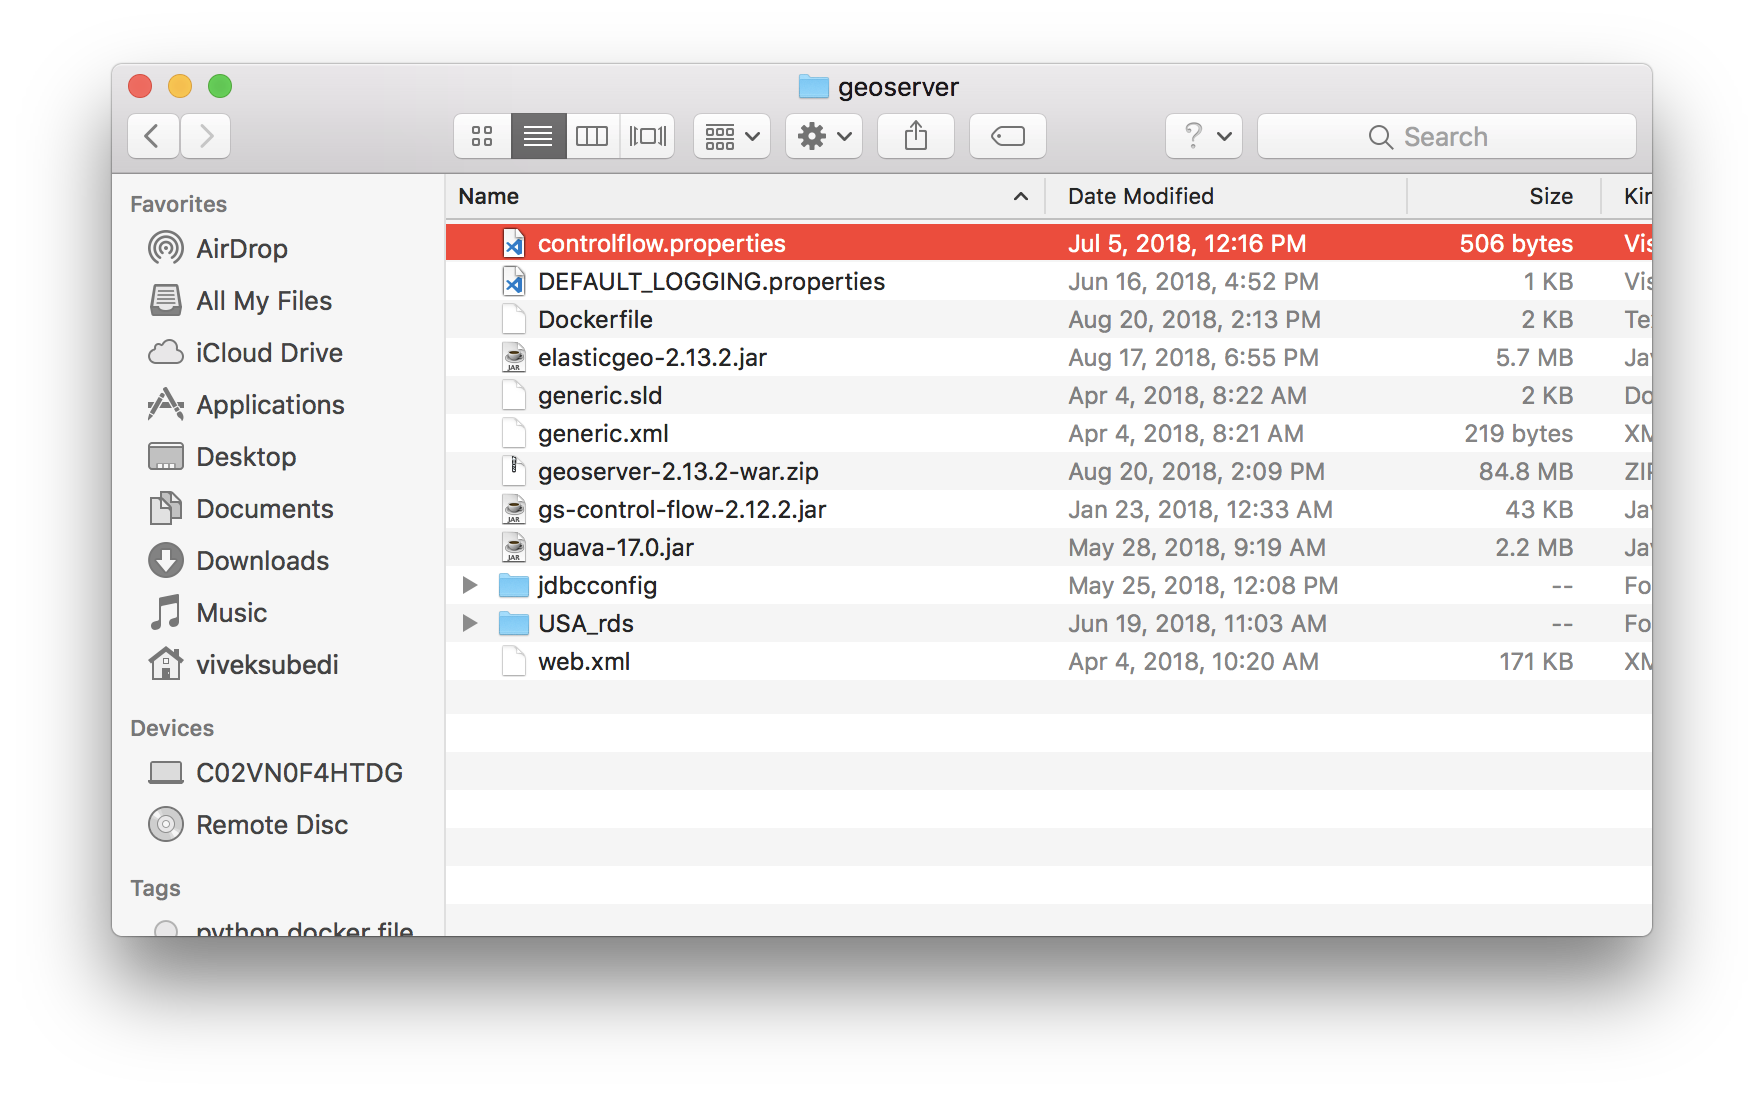 geoserver
Search
Favorites
AirDrop
All My Files
iCloud Drive
Applications
Desktop
Documents
Downloads
Music
viveksubedi
Devices
C02VN0F4HTDG
Remote Disc
Tags
python docker file
Name Date Modified Size Kin
controlflow.properties Jul 5, 2018, 12:16 PM 506 bytes Vis
DEFAULT_LOGGING.properties Jun 16, 2018, 4:52 PM 1 KB Vis
Dockerfile Aug 20, 2018, 2:13 PM 2 KB Te
JAR elasticgeo-2.13.2.jar Aug 17, 2018, 6:55 PM 5.7 MB Ja
generic.sld Apr 4, 2018, 8:22 AM 2 KB Do
generic.xml Apr 4, 2018, 8:21 AM 219 bytes XM
geoserver-2.13.2-war.zip Aug 20, 2018, 2:09 PM 84.8 MB ZIP
JAR gs-control-flow-2.12.2.jar Jan 23, 2018, 12:33 AM 43 KB Ja
JAR guava-17.0.jar May 28, 2018, 9:19 AM 2.2 MB Ja
jdbcconfig May 25, 2018, 12:08 PM -- Fo
USA_rds Jun 19, 2018, 11:03 AM -- Fo
web.xml Apr 4, 2018, 10:20 AM 171 KB XM